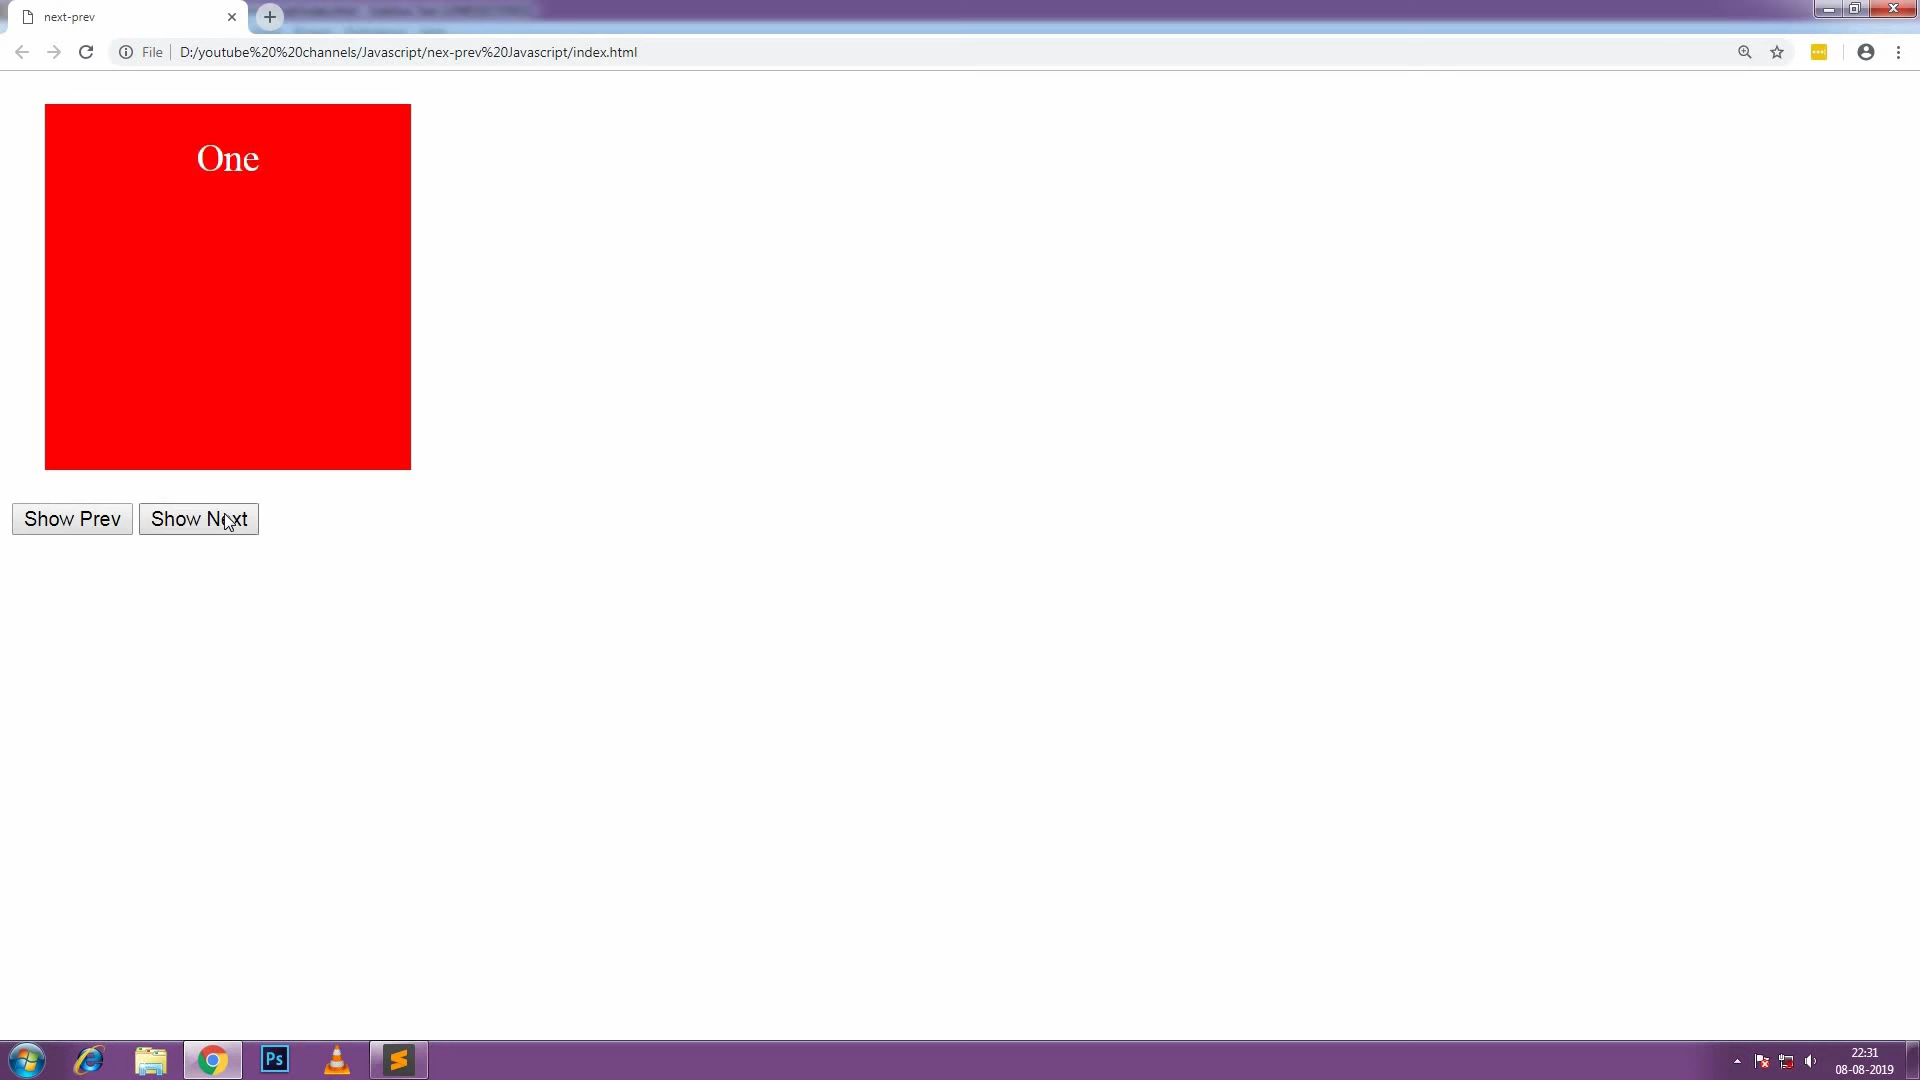 next-prev
File D:/youtube%20%20channels/Javascript/nex-prev%20Javascript/index.html
One
Show Prev Show Next
Ps
22:31
08-08-2019